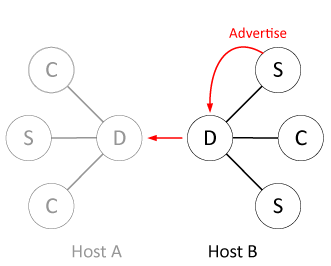 Advertise
C S
S D D C
C S
Host A Host B